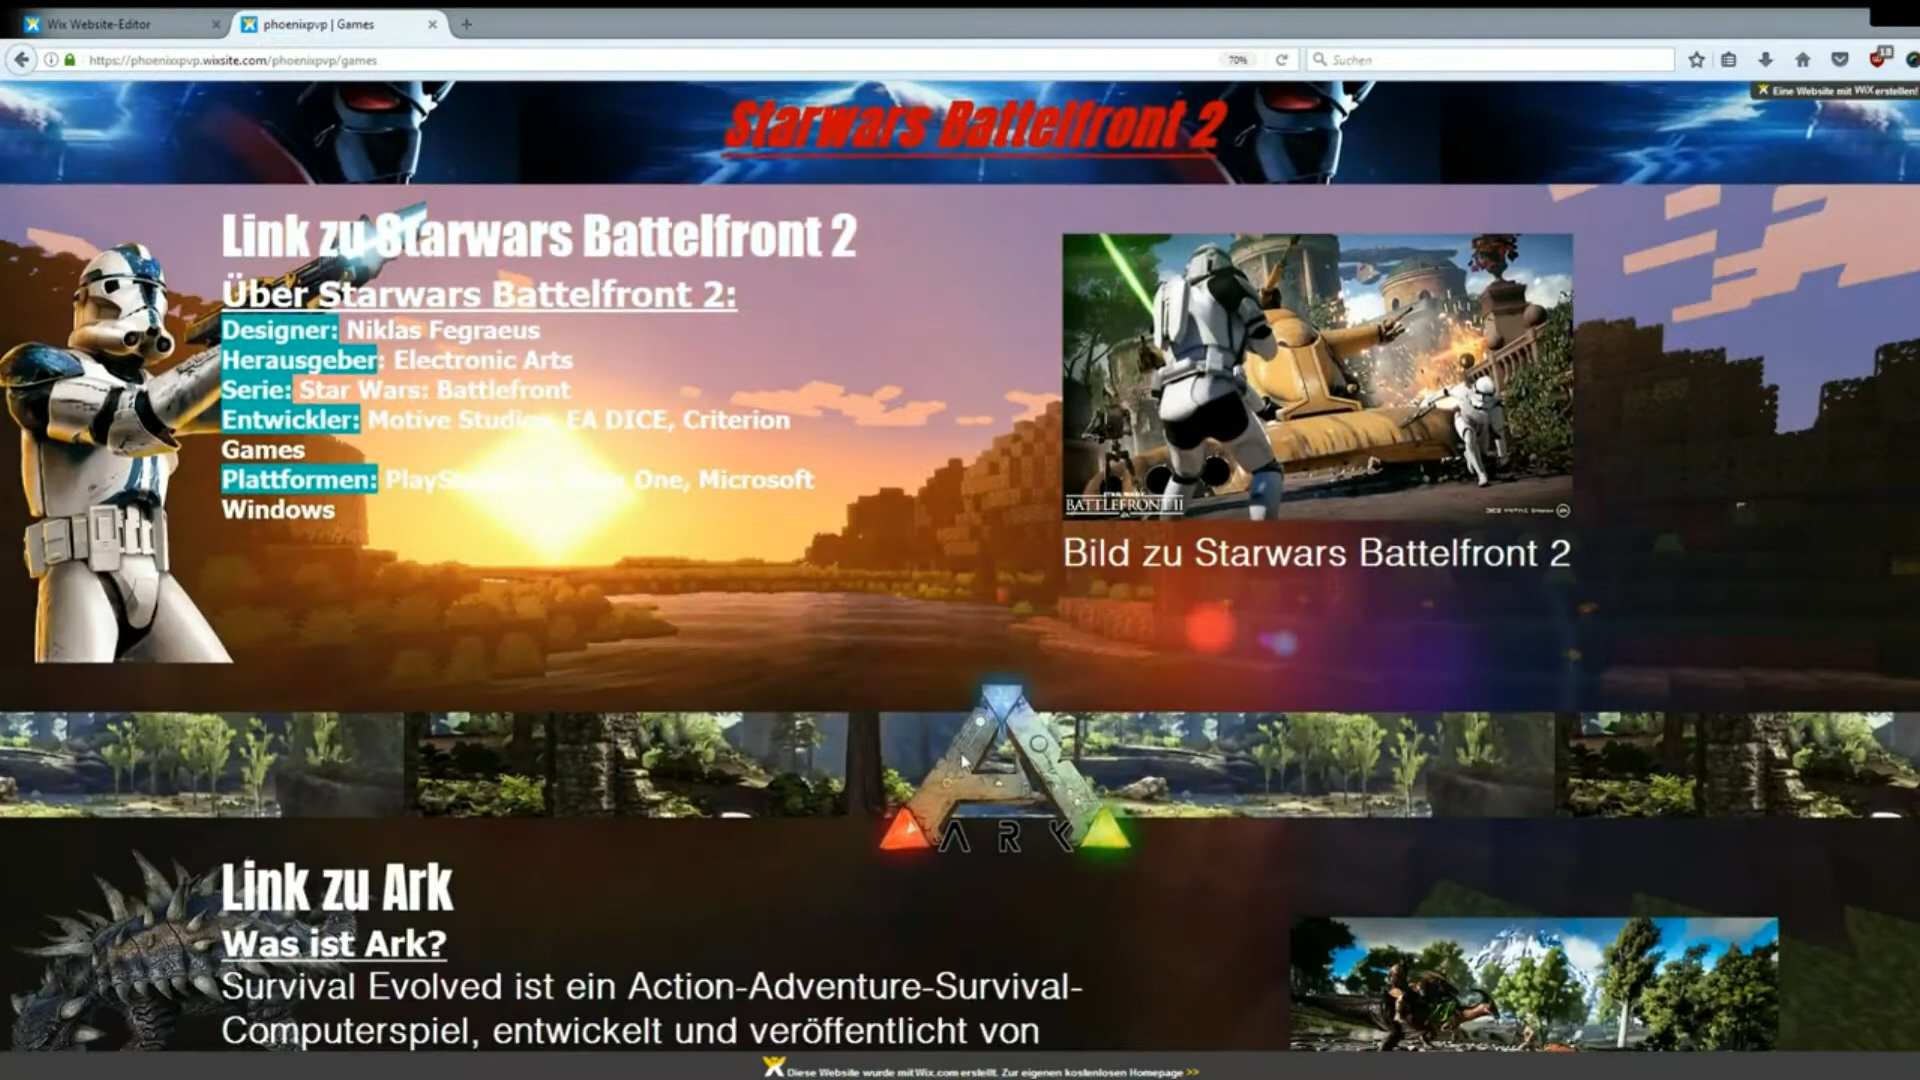 Wix Website-Editor
phoenixpvp | Games
https://phoenixxpvp.wixsite.com/phoenixpvp/games
70%
Suchen
18
Eine Website mit WiX erstellen!
Starwars Battelfront 2
Link zu Starwars Battelfront 2
Über Starwars Battelfront 2:
Designer: Niklas Fegraeus
Herausgeber: Electronic Arts
Serie: Star Wars: Battlefront
Entwickler: Motive Studios, EA DICE, Criterion
Games
Plattformen: One, Microsoft
Windows
BATTLEFRONT II
Bild zu Starwars Battelfront 2
ARK
Link zu Ark
Was ist Ark?
Survival Evolved ist ein Action-Adventure-Survival-
Computerspiel, entwickelt und veröffentlicht von
Diese Website wurde mit Wix.com erstellt. Zur eigenen kostenlosen Homepage >>